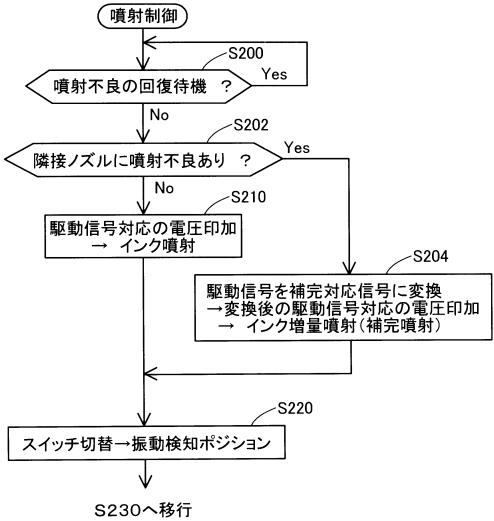 噴射制御
S200
噴射不良の回復待機 ?
Yes
No
S202
隣接ノズルに噴射不良あり ?
Yes
No
S210
駆動信号対応の電圧印加
→ インク噴射
S204
駆動信号を補完対応信号に変換
→変換後の駆動信号対応の電圧印加
→ インク増量噴射(補完噴射)
S220
スイッチ切替→振動検知ポジション
S230へ移行